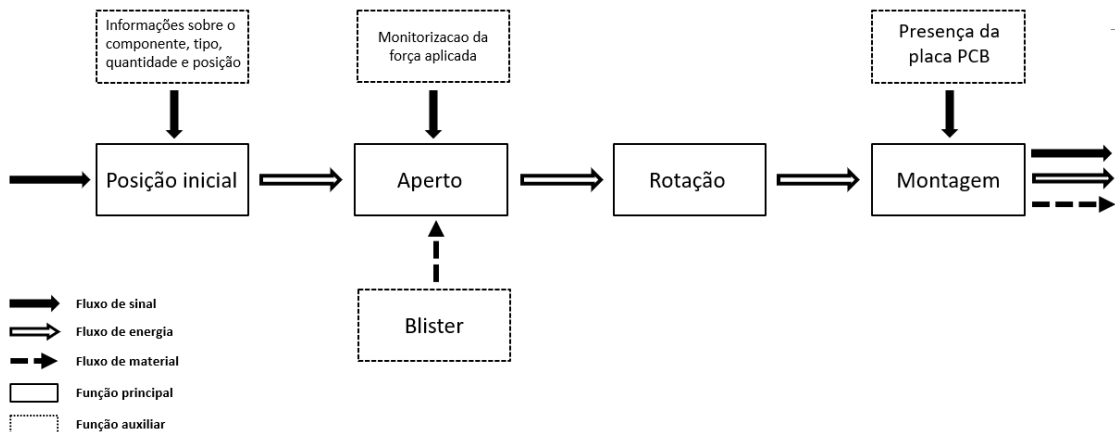 Informações sobre o
componente, tipo,
quantidade e posição
Monitorizacao da
força aplicada
Presença da
placa PCB
Posição inicial
Aperto
Rotação
Montagem
Blister
Fluxo de sinal
Fluxo de energia
Fluxo de material
Função principal
Função auxiliar